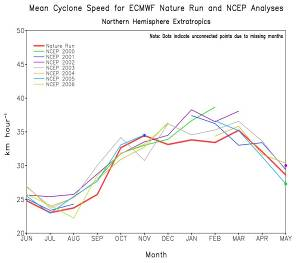 Mean Cyclone Speed for ECMWF Nature Run and NCEP Analyses
Northern Hemisphere Extratropics
Note: Dots indicate unconnected points due to missing months
50
45
40
35
30
25
20
km hour⁻¹
Nature Run
NCEP 2000
NCEP 2001
NCEP 2002
NCEP 2003
NCEP 2004
NCEP 2005
NCEP 2006
JUN JUL AUG SEP OCT NOV DEC JAN FEB MAR APR MAY
Month